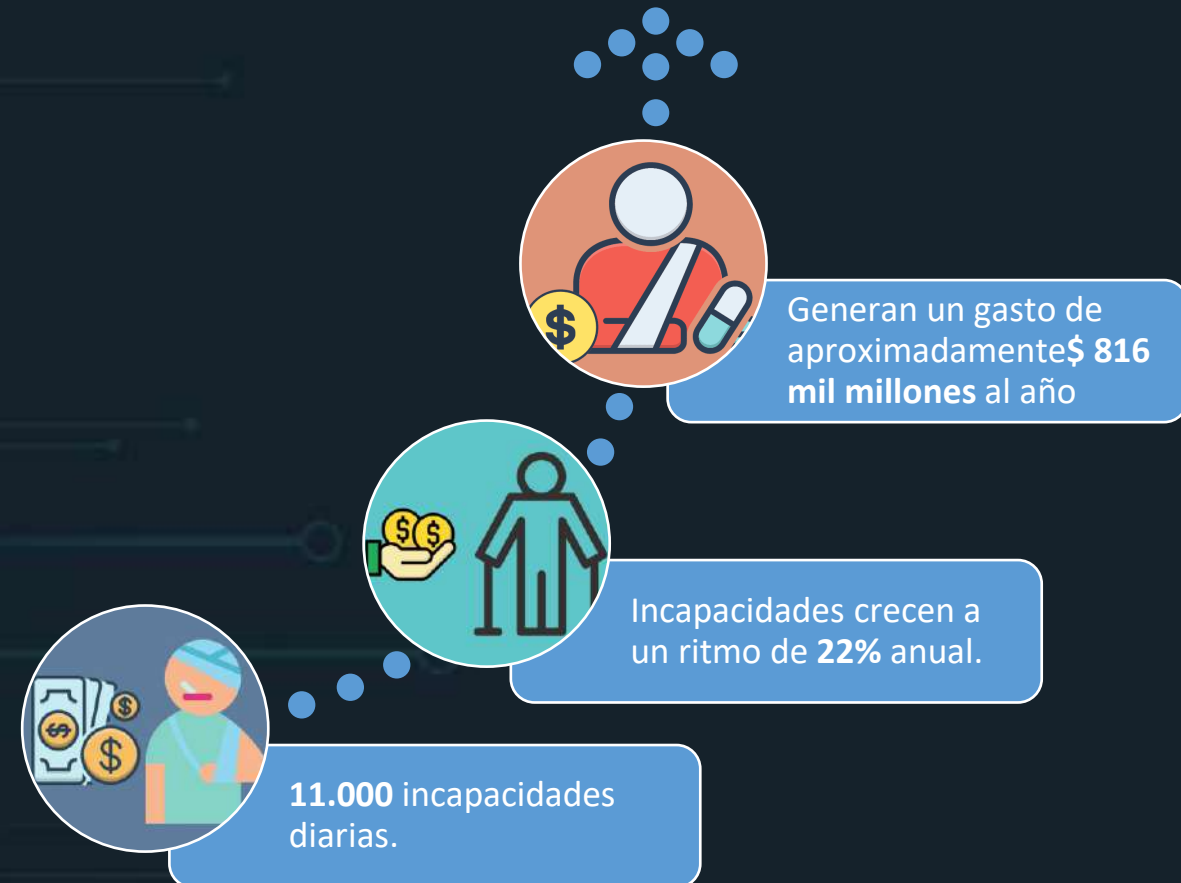 Generan un gasto de
aproximadamente$ 816
mil millones al año
Incapacidades crecen a
un ritmo de 22% anual.
11.000 incapacidades
diarias.